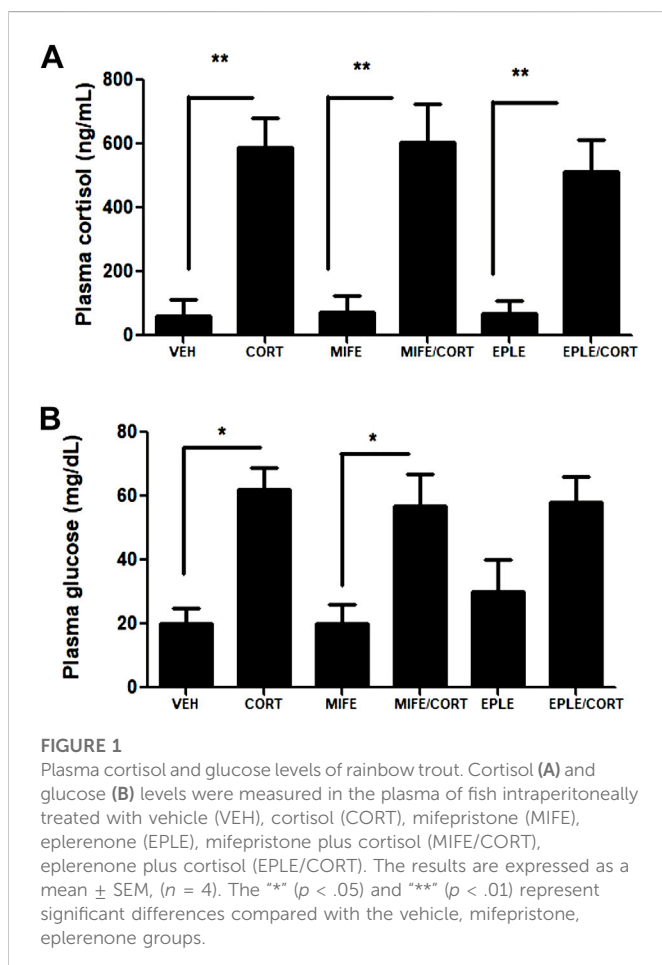 A
Plasma cortisol (ng/mL)
800
600
400
200
0
**
**
**
VEH
CORT
MIFE
MIFE/CORT
EPLE
EPLE/CORT
B
Plasma glucose (mg/dL)
80
60
40
20
0
*
*
VEH
CORT
MIFE
MIFE/CORT
EPLE
EPLE/CORT
FIGURE 1
Plasma cortisol and glucose levels of rainbow trout. Cortisol (A) and
glucose (B) levels were measured in the plasma of fish intraperitoneally
treated with vehicle (VEH), cortisol (CORT), mifepristone (MIFE),
eplerenone (EPLE), mifepristone plus cortisol (MIFE/CORT),
eplerenone plus cortisol (EPLE/CORT). The results are expressed as a
mean ± SEM, (n = 4). The “*” (p < .05) and “**” (p < .01) represent
significant differences compared with the vehicle, mifepristone,
eplerenone groups.